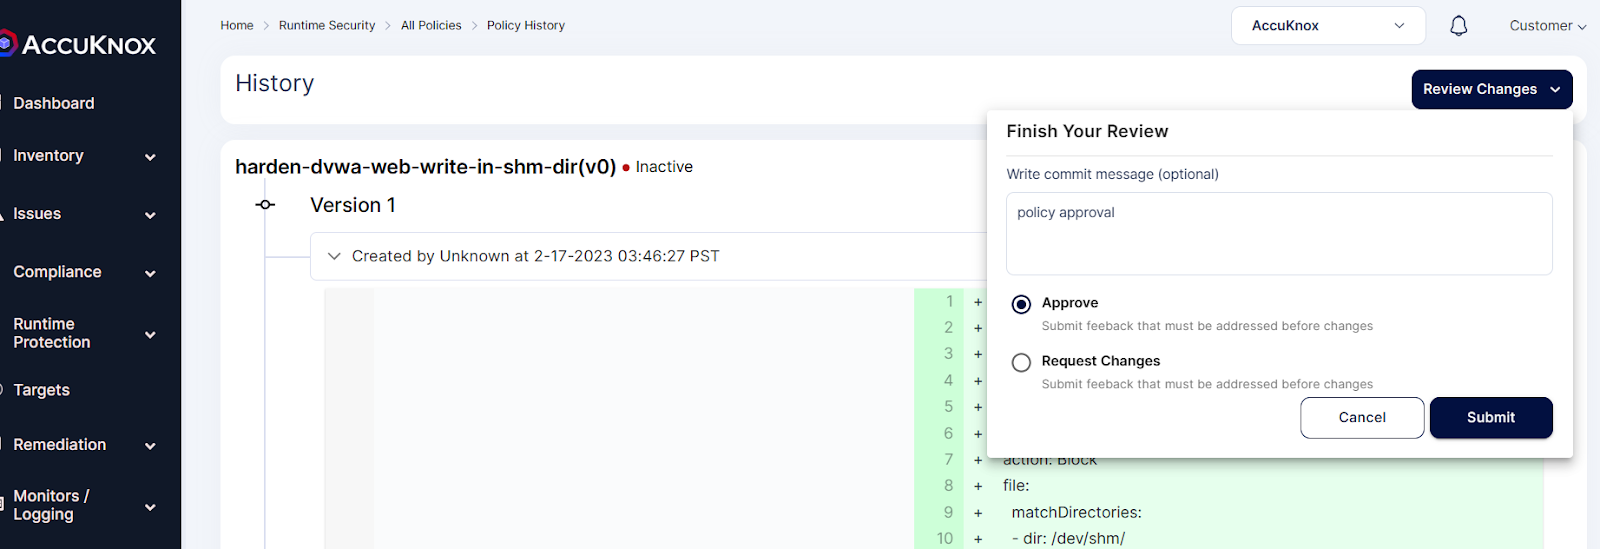 Home > Runtime Security > All Policies > Policy History
AccuKnox
Customer
ACCUKNOX
Dashboard
Inventory
Issues
Compliance
Runtime
Protection
Targets
Remediation
Monitors /
Logging
History
Review Changes
harden-dvwa-web-write-in-shm-dir(v0) • Inactive
Version 1
Created by Unknown at 2-17-2023 03:46:27 PST
1 +
2 +
3 +
4 +
5 +
6 +
7 + action: Block
8 + file:
9 + matchDirectories:
10 + - dir: /dev/shm/
Finish Your Review
Write commit message (optional)
policy approval
Approve
Submit feeback that must be addressed before changes
Request Changes
Submit feeback that must be addressed before changes
Cancel
Submit